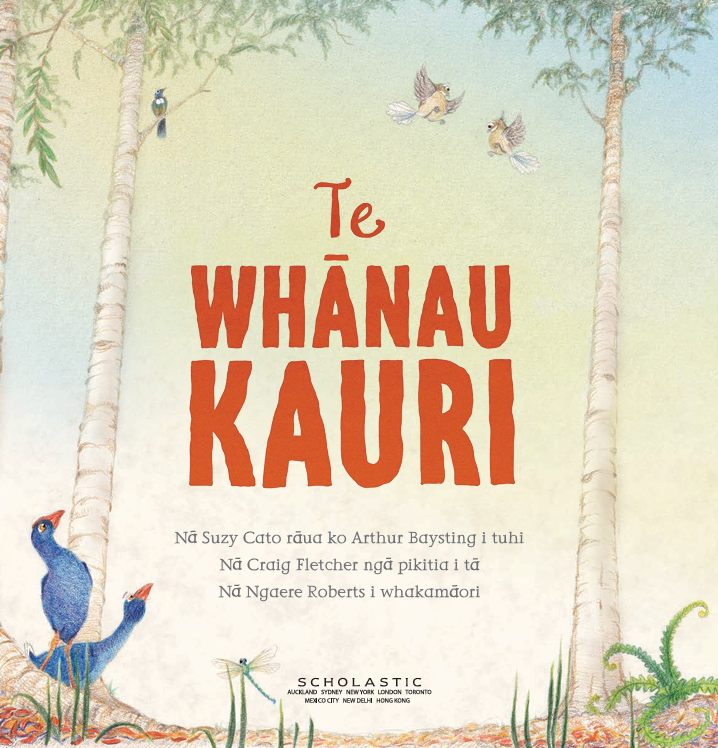 Te
WHĀNAU
KAURI
Nā Suzy Cato rāua ko Arthur Baysting i tuhi
Nā Craig Fletcher ngā pikitia i tā
Nā Ngaere Roberts i whakamāori
SCHOLASTIC
AUCKLAND SYDNEY NEW YORK LONDON TORONTO
MEXICO CITY NEW DELHI HONG KONG